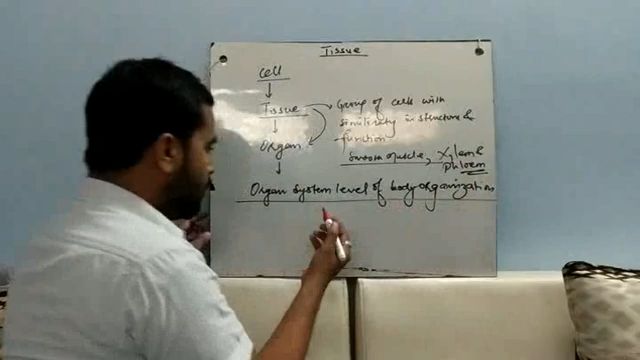 Tissue
Cell
Tissue Group of cells with
similarity in structure &
function
Organ
smooth muscle, Xylem &
Phloem
Organ system level of body organization